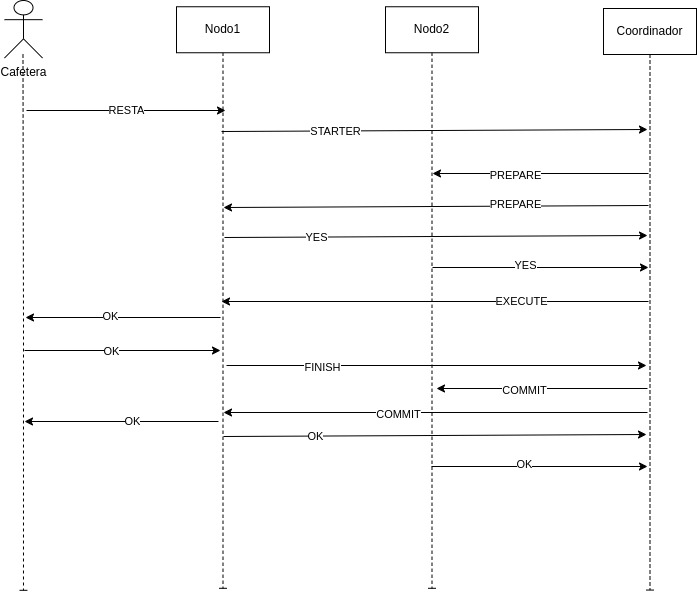 Nodo1
Nodo2
Coordinador
Cafetera
RESTA
STARTER
PREPARE
PREPARE
YES
YES
EXECUTE
OK
OK
FINISH
COMMIT
COMMIT
OK
OK
OK